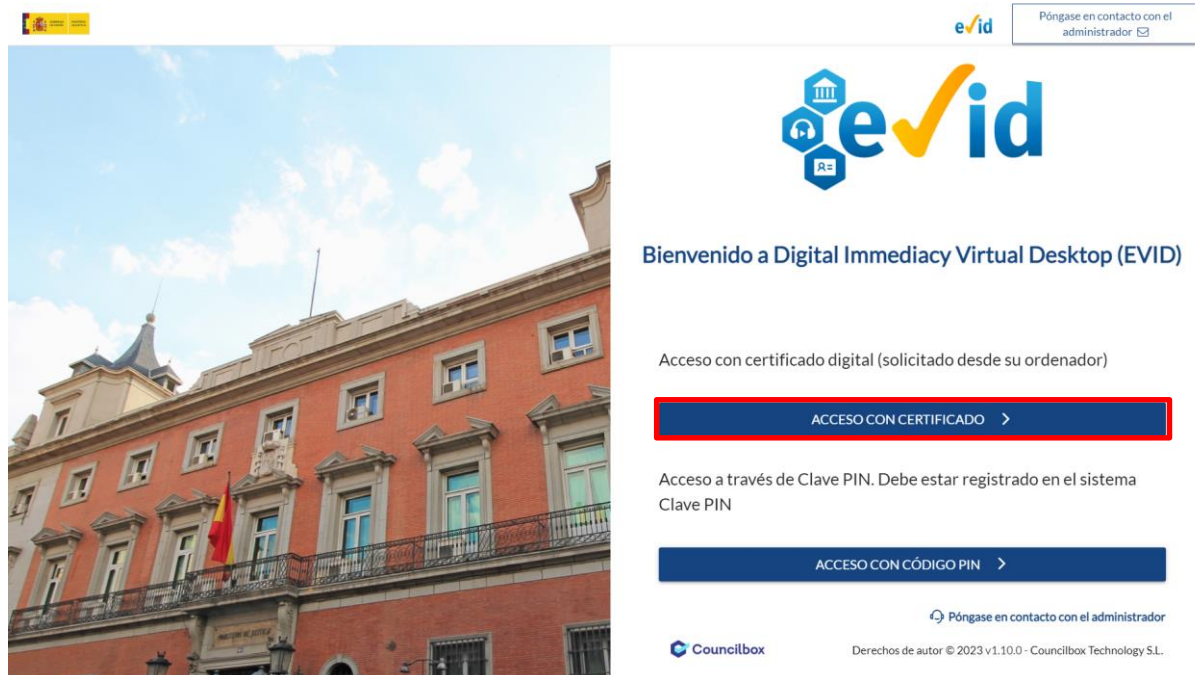 evid
Póngase en contacto con el
administrador
evid
Bienvenido a Digital Immediacy Virtual Desktop (EVID)
Acceso con certificado digital (solicitado desde su ordenador)
ACCESO CON CERTIFICADO
Acceso a través de Clave PIN. Debe estar registrado en el sistema
Clave PIN
ACCESO CON CÓDIGO PIN
Póngase en contacto con el administrador
Councilbox
Derechos de autor © 2023 v1.10.0 - Councilbox Technology S.L.